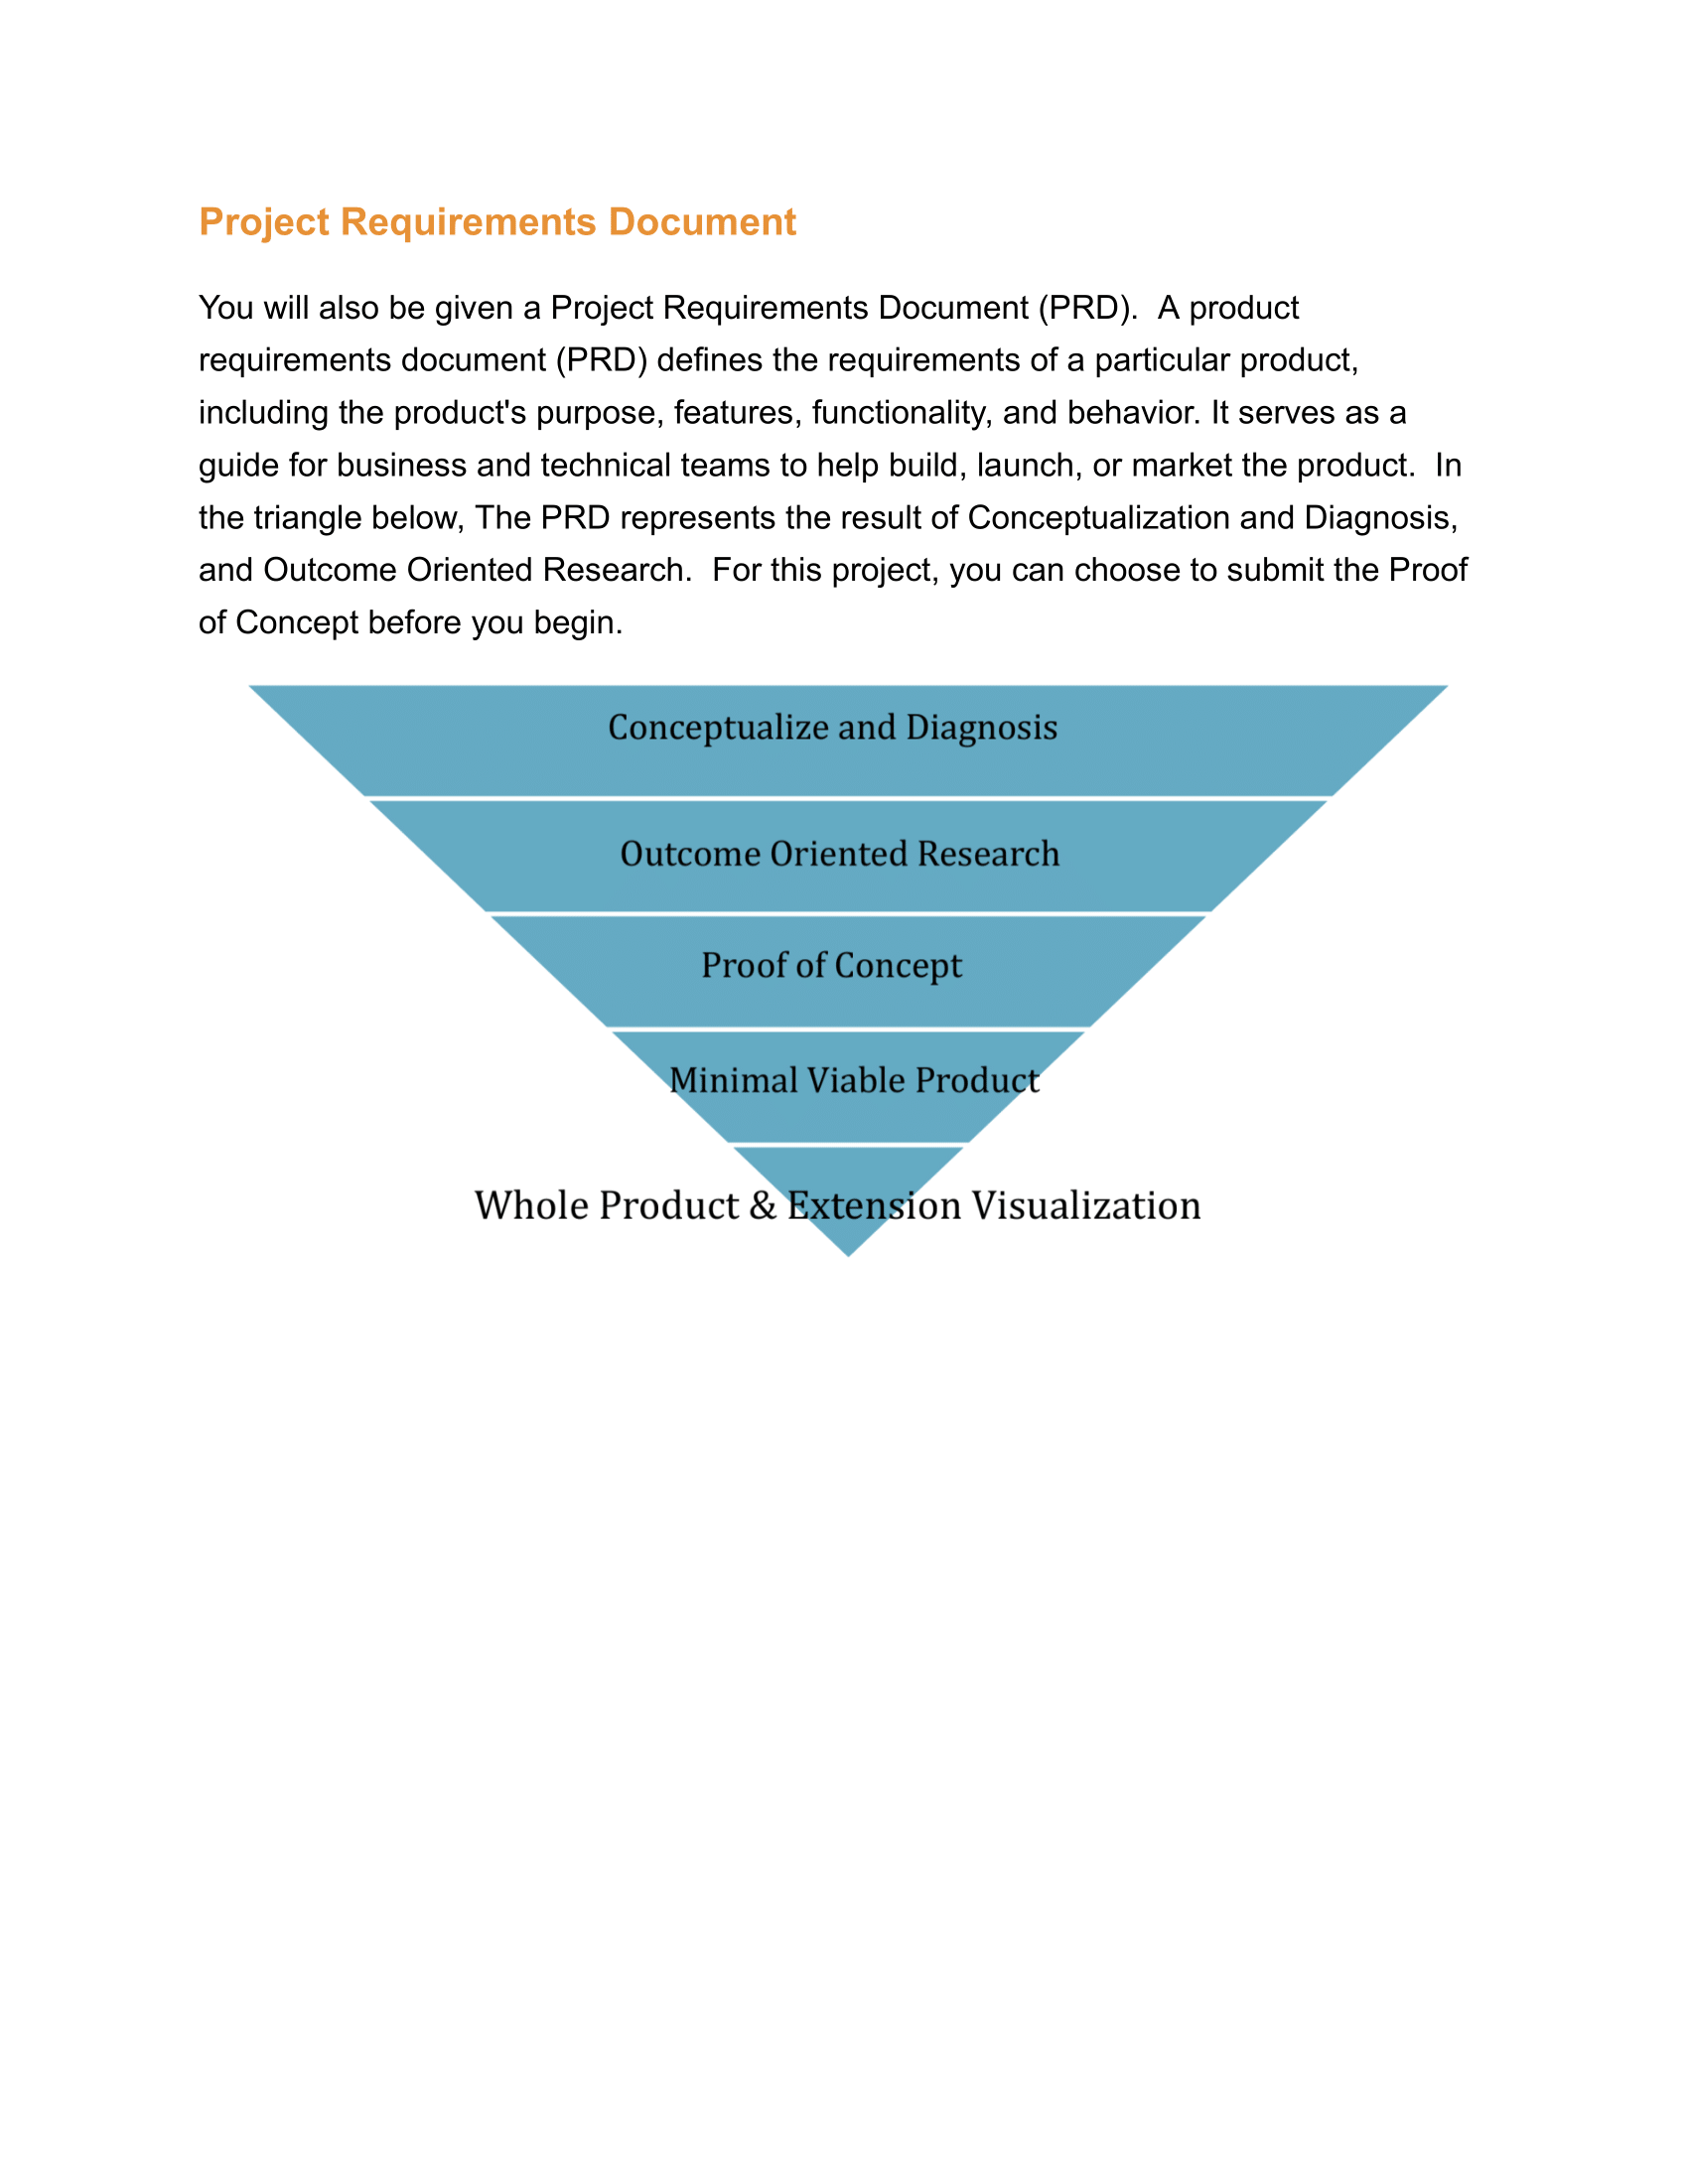 Project Requirements Document
You will also be given a Project Requirements Document (PRD).  A product
requirements document (PRD) defines the requirements of a particular product,
including the product's purpose, features, functionality, and behavior. It serves as a
guide for business and technical teams to help build, launch, or market the product.  In
the triangle below, The PRD represents the result of Conceptualization and Diagnosis,
and Outcome Oriented Research.  For this project, you can choose to submit the Proof
of Concept before you begin.
Conceptualize and Diagnosis
Outcome Oriented Research
Proof of Concept
Minimal Viable Product
Whole Product & Extension Visualization